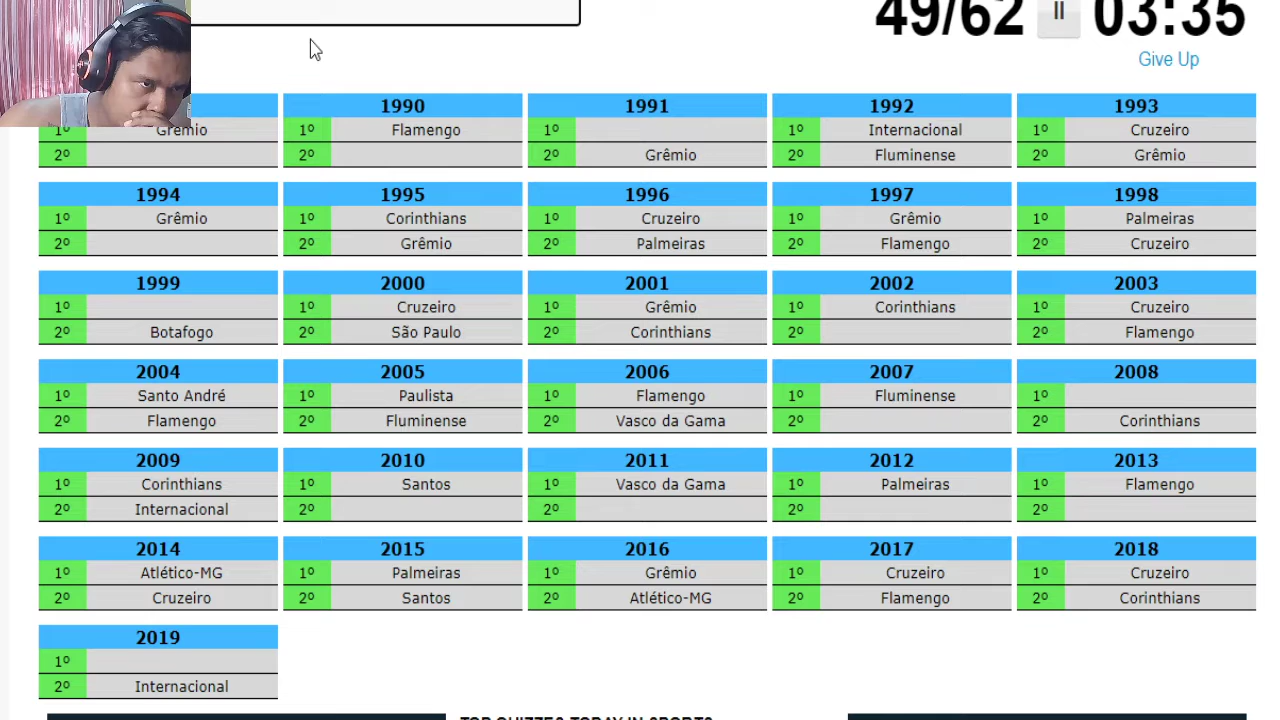 49/62 II 03:35
Give Up
1990 1991 1992 1993
1º Grêmio 1º Flamengo 1º 1º Internacional 1º Cruzeiro
2º 2º 2º Grêmio 2º Fluminense 2º Grêmio
1994 1995 1996 1997 1998
1º Grêmio 1º Corinthians 1º Cruzeiro 1º Grêmio 1º Palmeiras
2º 2º Grêmio 2º Palmeiras 2º Flamengo 2º Cruzeiro
1999 2000 2001 2002 2003
1º 1º Cruzeiro 1º Grêmio 1º Corinthians 1º Cruzeiro
2º Botafogo 2º São Paulo 2º Corinthians 2º 2º Flamengo
2004 2005 2006 2007 2008
1º Santo André 1º Paulista 1º Flamengo 1º Fluminense 1º
2º Flamengo 2º Fluminense 2º Vasco da Gama 2º 2º Corinthians
2009 2010 2011 2012 2013
1º Corinthians 1º Santos 1º Vasco da Gama 1º Palmeiras 1º Flamengo
2º Internacional 2º 2º 2º 2º
2014 2015 2016 2017 2018
1º Atlético-MG 1º Palmeiras 1º Grêmio 1º Cruzeiro 1º Cruzeiro
2º Cruzeiro 2º Santos 2º Atlético-MG 2º Flamengo 2º Corinthians
2019
1º
2º Internacional
TOP QUIZZES TODAY IN SPORTS